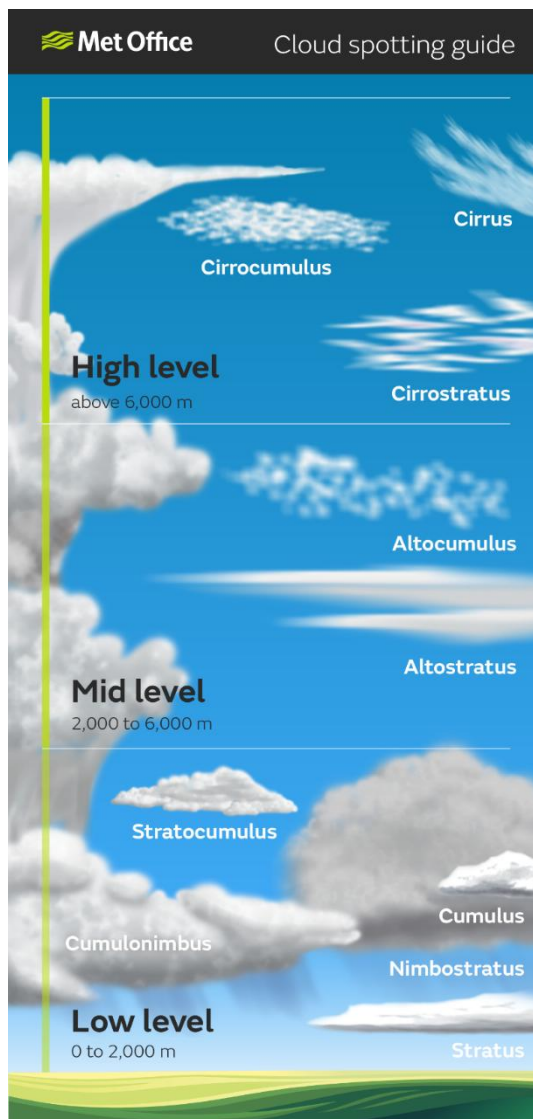 Met Office
Cloud spotting guide
Cirrus
Cirrocumulus
High level
above 6,000 m
Cirrostratus
Altocumulus
Altostratus
Mid level
2,000 to 6,000 m
Stratocumulus
Cumulus
Cumulonimbus
Nimbostratus
Low level
0 to 2,000 m
Stratus